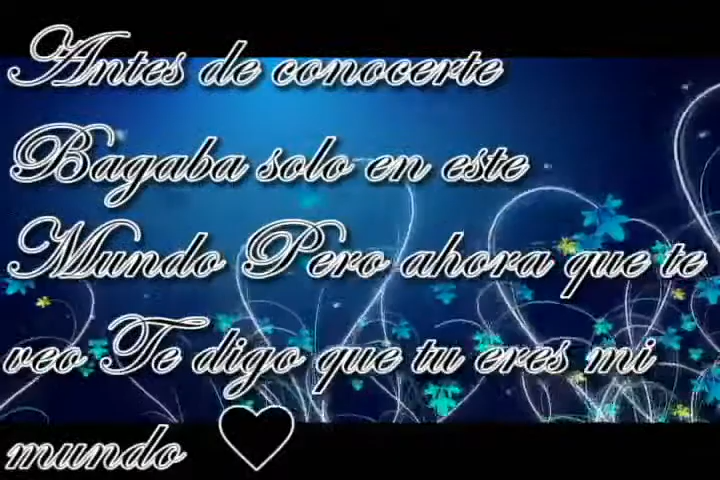 Antes de conocerte
Bagaba solo en este
Mundo Pero ahora que te
veo Te digo que tu eres mi
mundo ♥